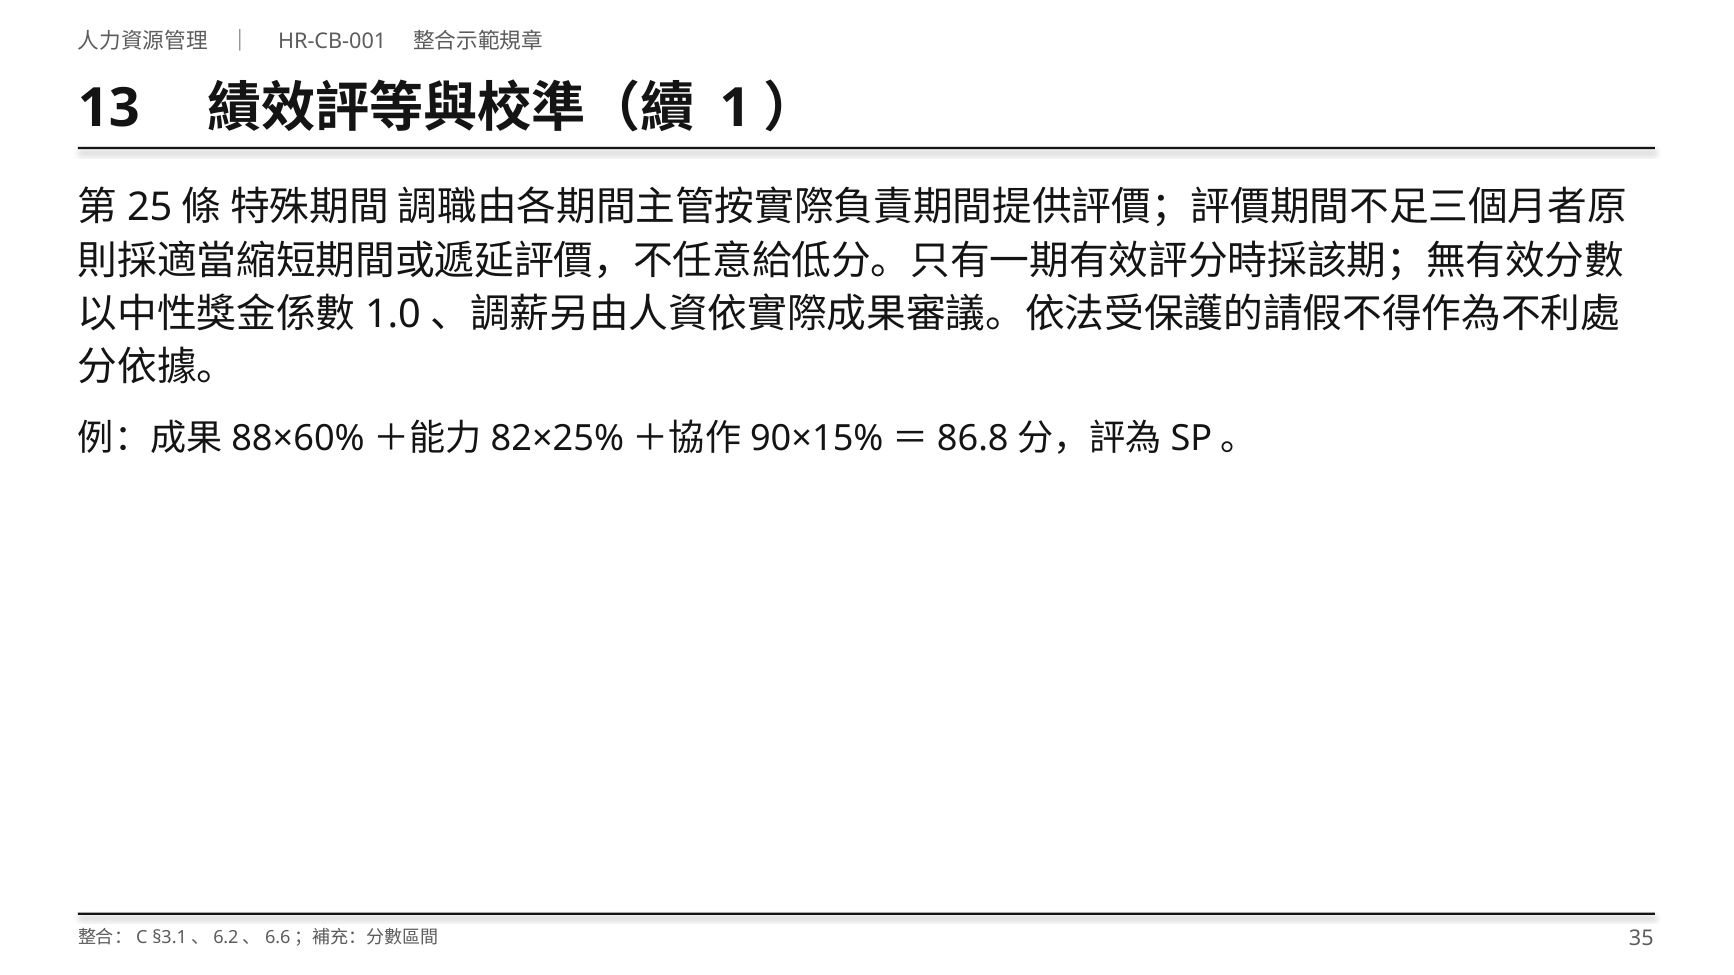 人力資源管理　｜　HR-CB-001　整合示範規章
13　績效評等與校準（續 1）
第 25 條 特殊期間 調職由各期間主管按實際負責期間提供評價；評價期間不足三個月者原
則採適當縮短期間或遞延評價，不任意給低分。只有一期有效評分時採該期；無有效分數
以中性獎金係數 1.0 、調薪另由人資依實際成果審議。依法受保護的請假不得作為不利處
分依據。
例：成果 88×60% ＋能力 82×25% ＋協作 90×15% ＝ 86.8 分，評為 SP 。
整合： C §3.1 、 6.2 、 6.6 ；補充：分數區間
35